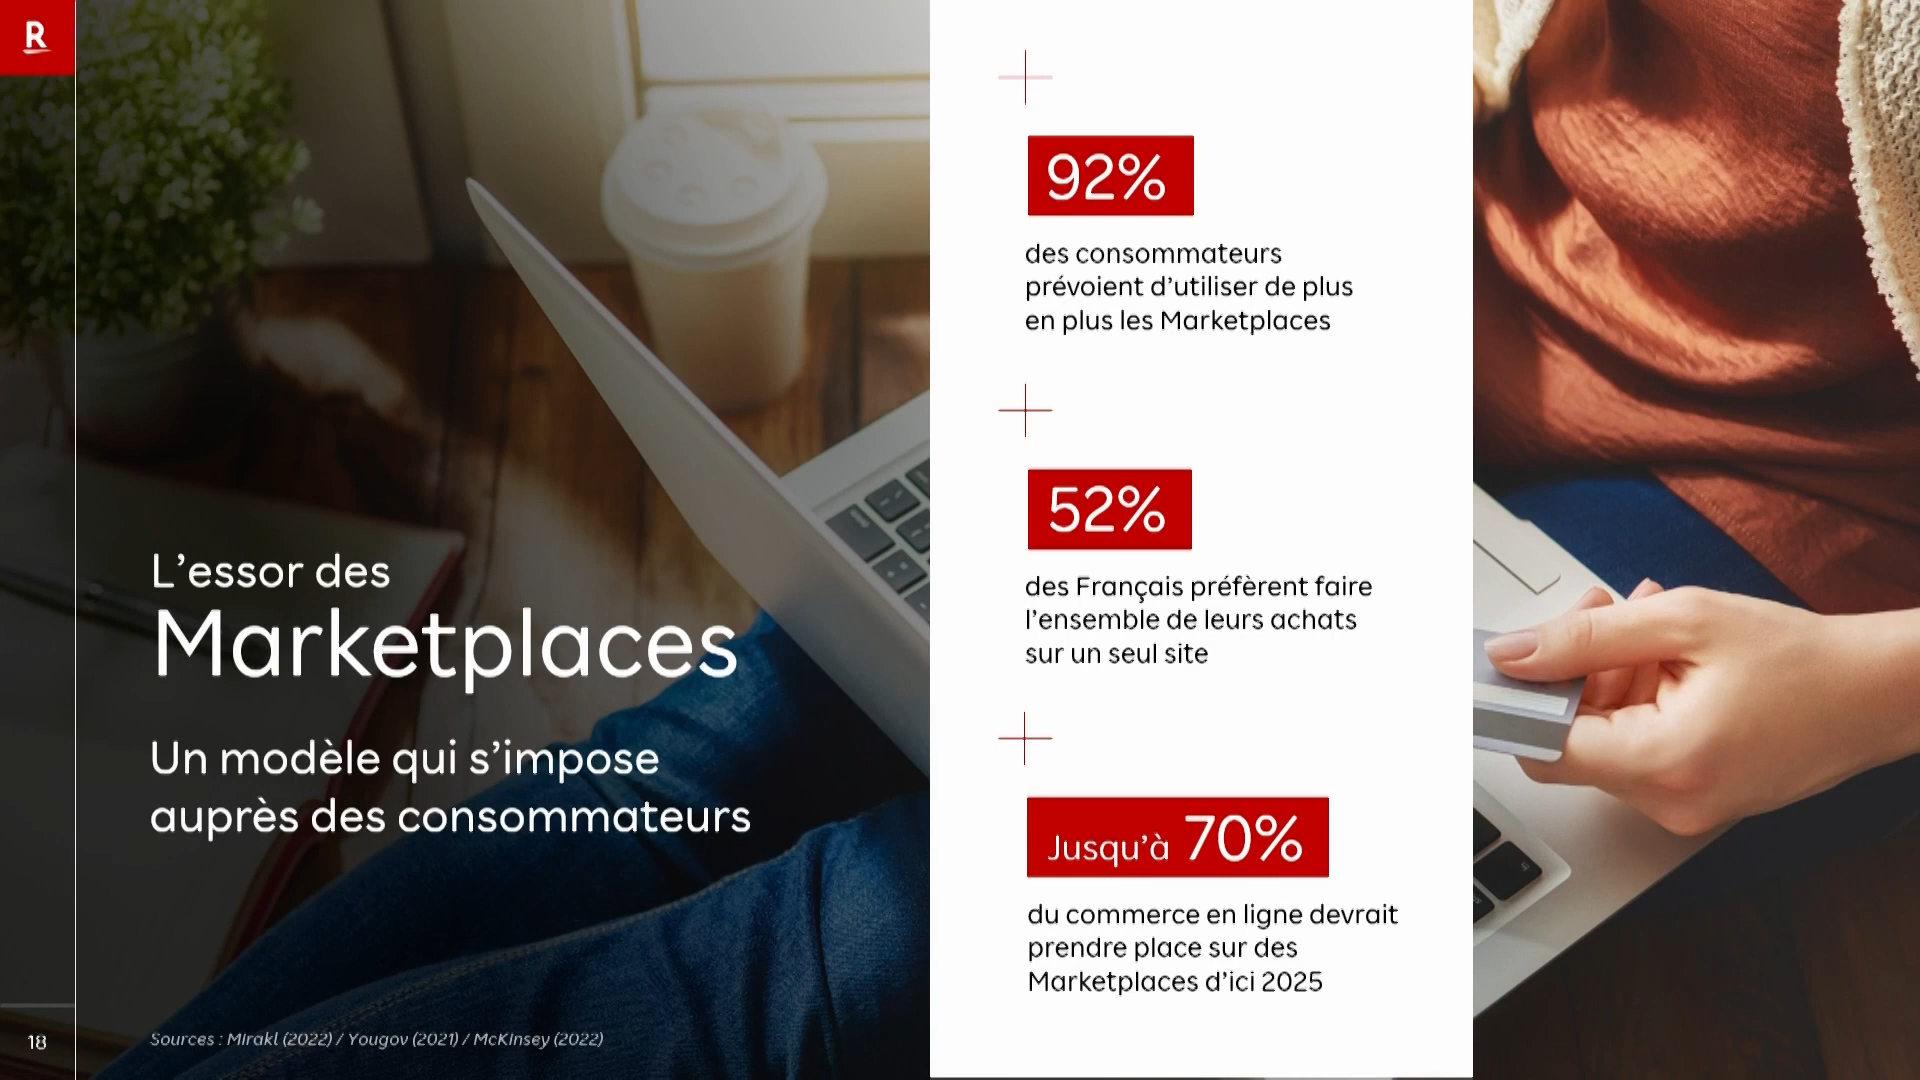 R
L’essor des
Marketplaces
Un modèle qui s’impose
auprès des consommateurs
92%
des consommateurs
prévoient d’utiliser de plus
en plus les Marketplaces
52%
des Français préfèrent faire
l’ensemble de leurs achats
sur un seul site
Jusqu’à 70%
du commerce en ligne devrait
prendre place sur des
Marketplaces d’ici 2025
Sources : Mirakl (2022) / Yougov (2021) / McKinsey (2022)
18